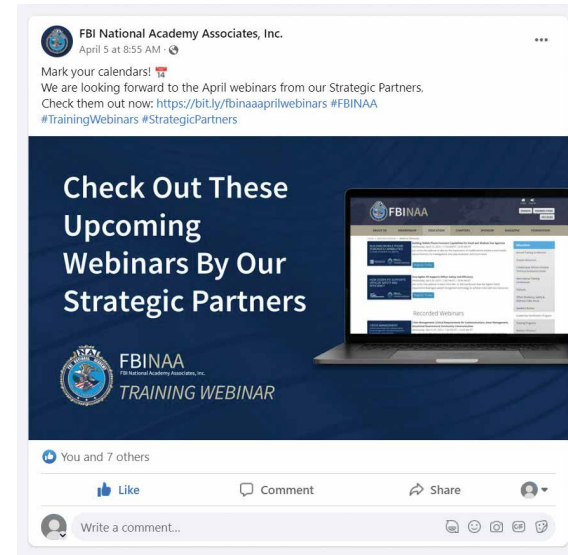 FBI National Academy Associates, Inc.
April 5 at 8:55 AM ·
Mark your calendars!
We are looking forward to the April webinars from our Strategic Partners.
Check them out now: https://bit.ly/fbinaaaprilwebinars #FBINAA
#TrainingWebinars #StrategicPartners
Check Out These
Upcoming
Webinars By Our
Strategic Partners
FBINAA
FBI National Academy Associates, Inc.
TRAINING WEBINAR
FBINAA
Recorded Webinars
You and 7 others
Like
Comment
Share
Write a comment...
GIF